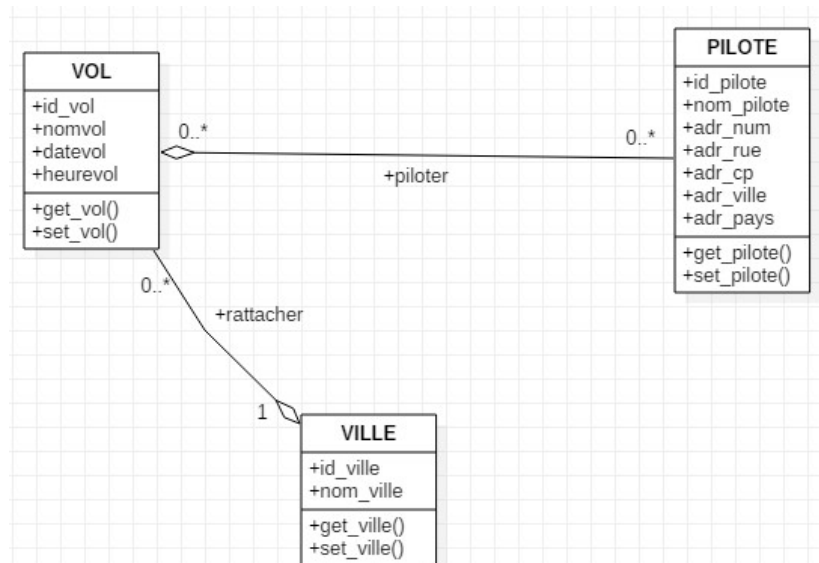 VOL
+id_vol
+nomvol
+datevol
+heurevol
+get_vol()
+set_vol()
0..*
0..*
+piloter
PILOTE
+id_pilote
+nom_pilote
+adr_num
+adr_rue
+adr_cp
+adr_ville
+adr_pays
+get_pilote()
+set_pilote()
0..*
+rattacher
1
VILLE
+id_ville
+nom_ville
+get_ville()
+set_ville()